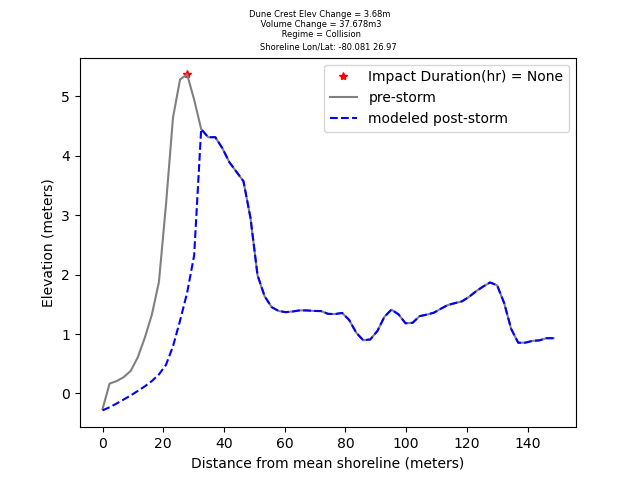 Dune Crest Elev Change = 3.68m
Volume Change = 37.678m3
Regime = Collision
Shoreline Lon/Lat: -80.081 26.97
Impact Duration(hr) = None
pre-storm
modeled post-storm
Elevation (meters)
5
4
3
2
1
0
0 20 40 60 80 100 120 140
Distance from mean shoreline (meters)